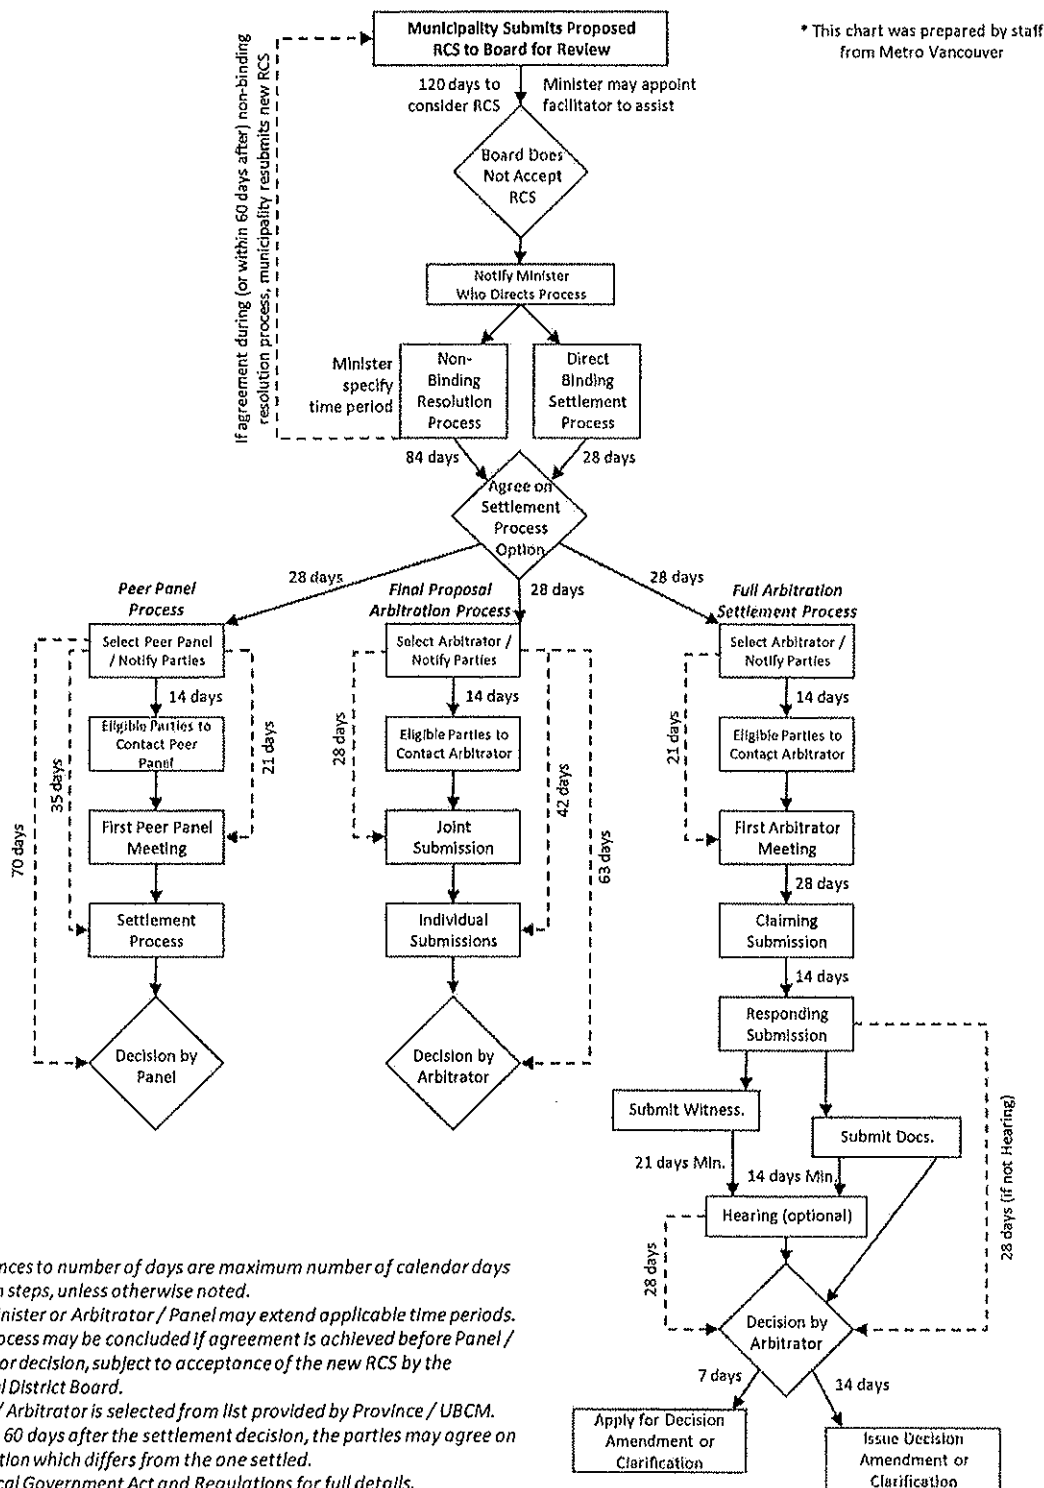 Municipality Submits Proposed
RCS to Board for Review
* This chart was prepared by staff
from Metro Vancouver
If agreement during (or within 60 days after) non-binding
resolution process, municipality resubmits new RCS
120 days to
consider RCS
Minister may appoint
facilitator to assist
Board Does
Not Accept
RCS
Notify Minister
Who Directs Process
Minister
specify
time period
Non-
Binding
Resolution
Process
Direct
Binding
Settlement
Process
84 days
28 days
Agree on
Settlement
Process
Option
28 days
28 days
28 days
Peer Panel
Process
Select Peer Panel
/ Notify Parties
14 days
Eligible Parties to
Contact Peer
Panel
21 days
35 days
70 days
First Peer Panel
Meeting
Settlement
Process
Decision by
Panel
Final Proposal
Arbitration Process
Select Arbitrator /
Notify Parties
14 days
28 days
Eligible Parties to
Contact Arbitrator
42 days
63 days
Joint
Submission
Individual
Submissions
Decision by
Arbitrator
Full Arbitration
Settlement Process
Select Arbitrator /
Notify Parties
14 days
21 days
Eligible Parties to
Contact Arbitrator
First Arbitrator
Meeting
28 days
Claiming
Submission
14 days
Responding
Submission
Submit Witness.
Submit Docs.
21 days Min.
14 days Min.
28 days (if not Hearing)
Hearing (optional)
28 days
Decision by
Arbitrator
7 days
14 days
Apply for Decision
Amendment or
Clarification
Issue Decision
Amendment or
Clarification
nces to number of days are maximum number of calendar days
n steps, unless otherwise noted.
inister or Arbitrator / Panel may extend applicable time periods.
ocess may be concluded if agreement is achieved before Panel /
or decision, subject to acceptance of the new RCS by the
l District Board.
/ Arbitrator is selected from list provided by Province / UBCM.
60 days after the settlement decision, the parties may agree on
tion which differs from the one settled.
cal Government Act and Regulations for full details.